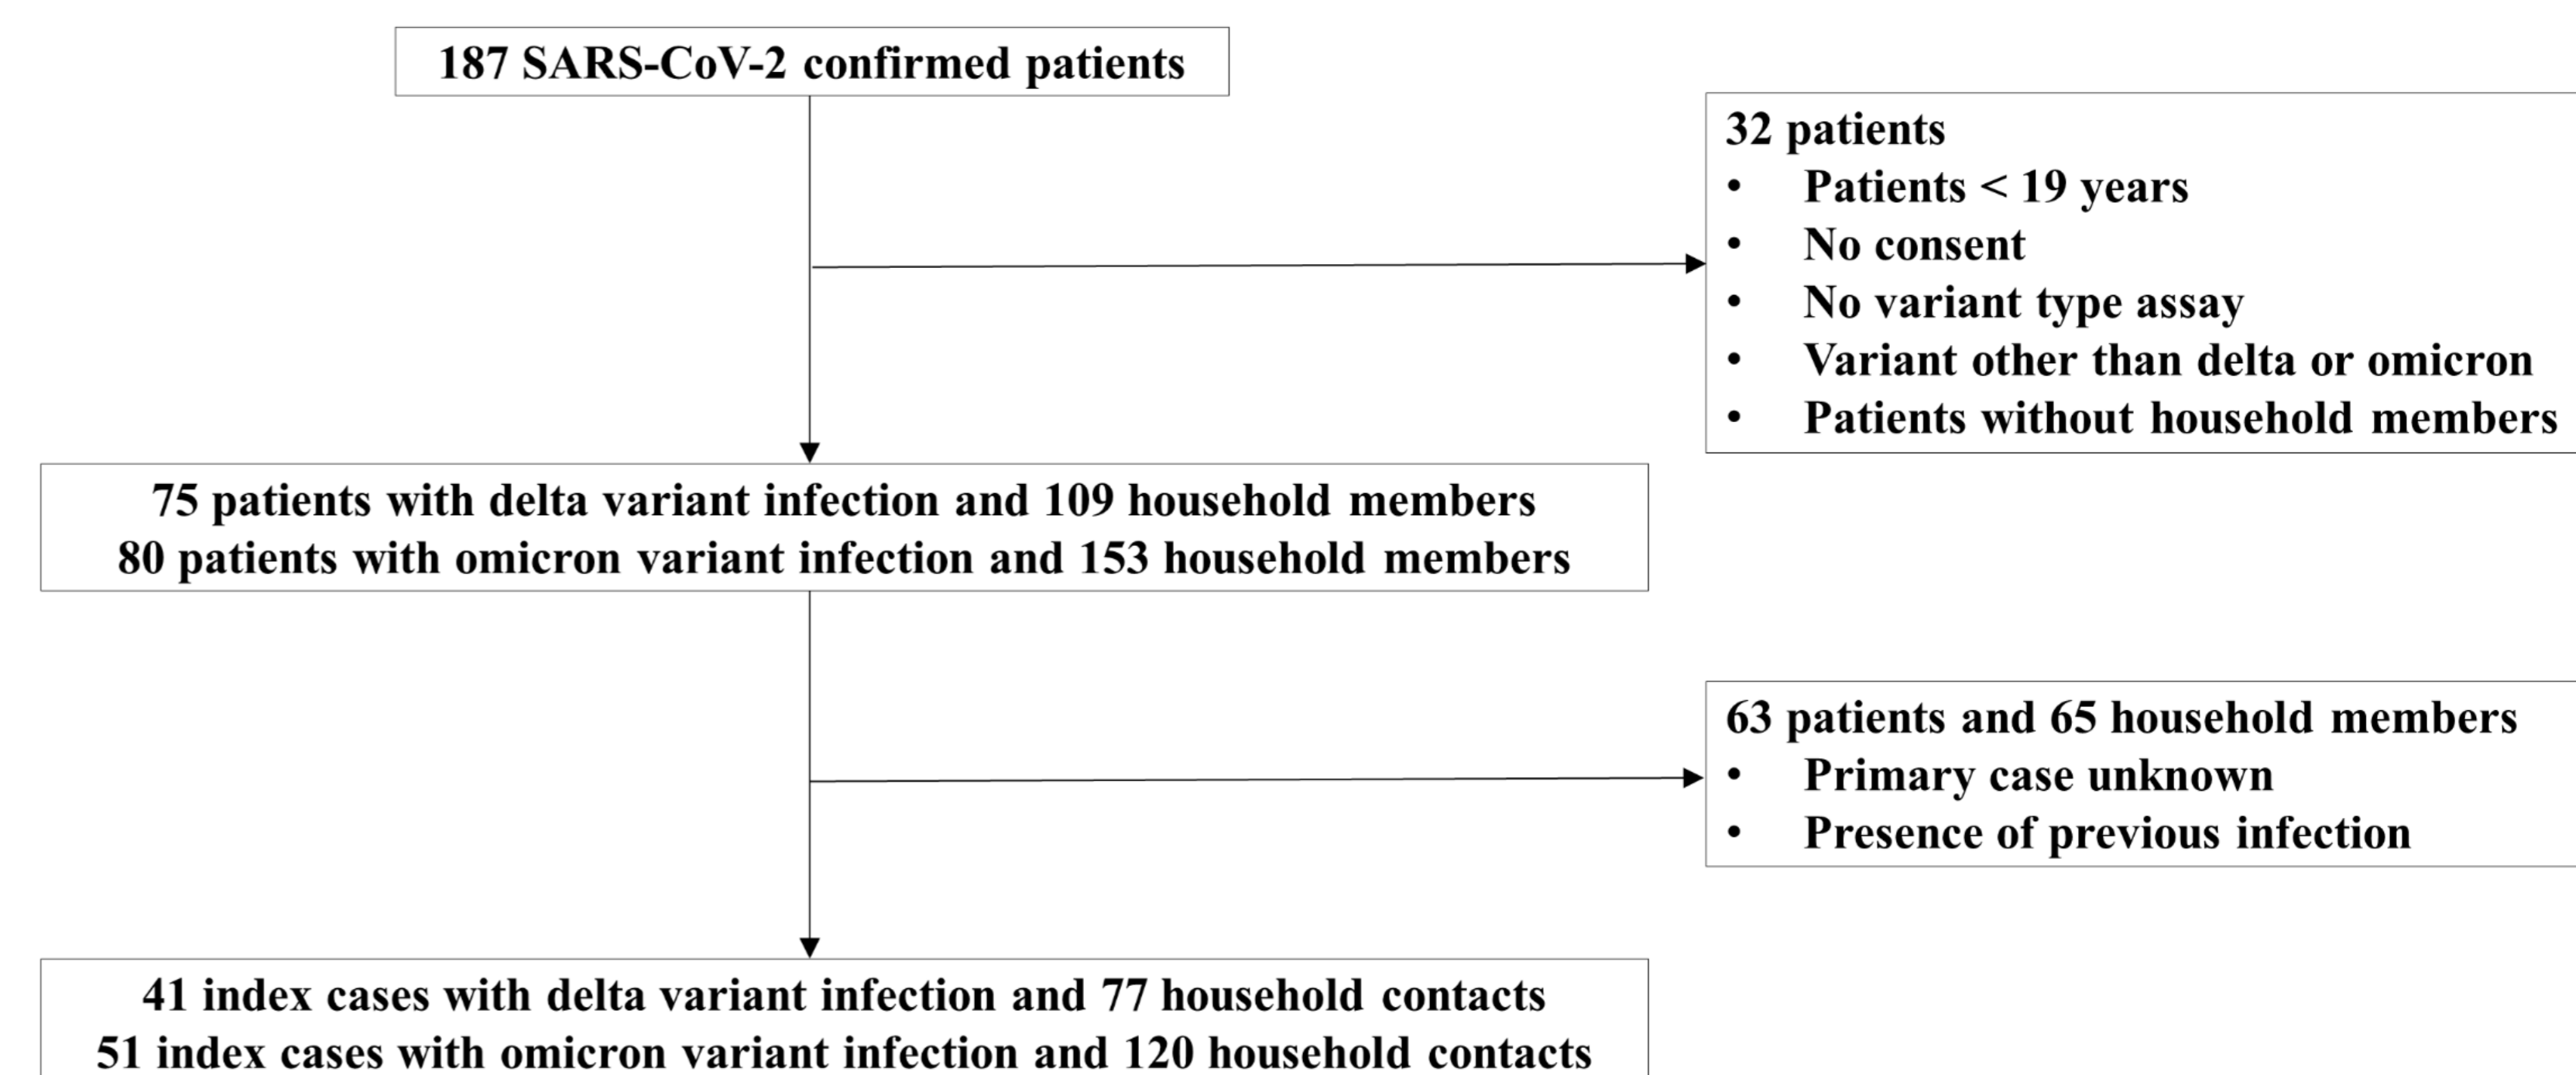 187 SARS-CoV-2 confirmed patients
32 patients
• Patients < 19 years
• No consent
• No variant type assay
• Variant other than delta or omicron
• Patients without household members
75 patients with delta variant infection and 109 household members
80 patients with omicron variant infection and 153 household members
63 patients and 65 household members
• Primary case unknown
• Presence of previous infection
41 index cases with delta variant infection and 77 household contacts
51 index cases with omicron variant infection and 120 household contacts